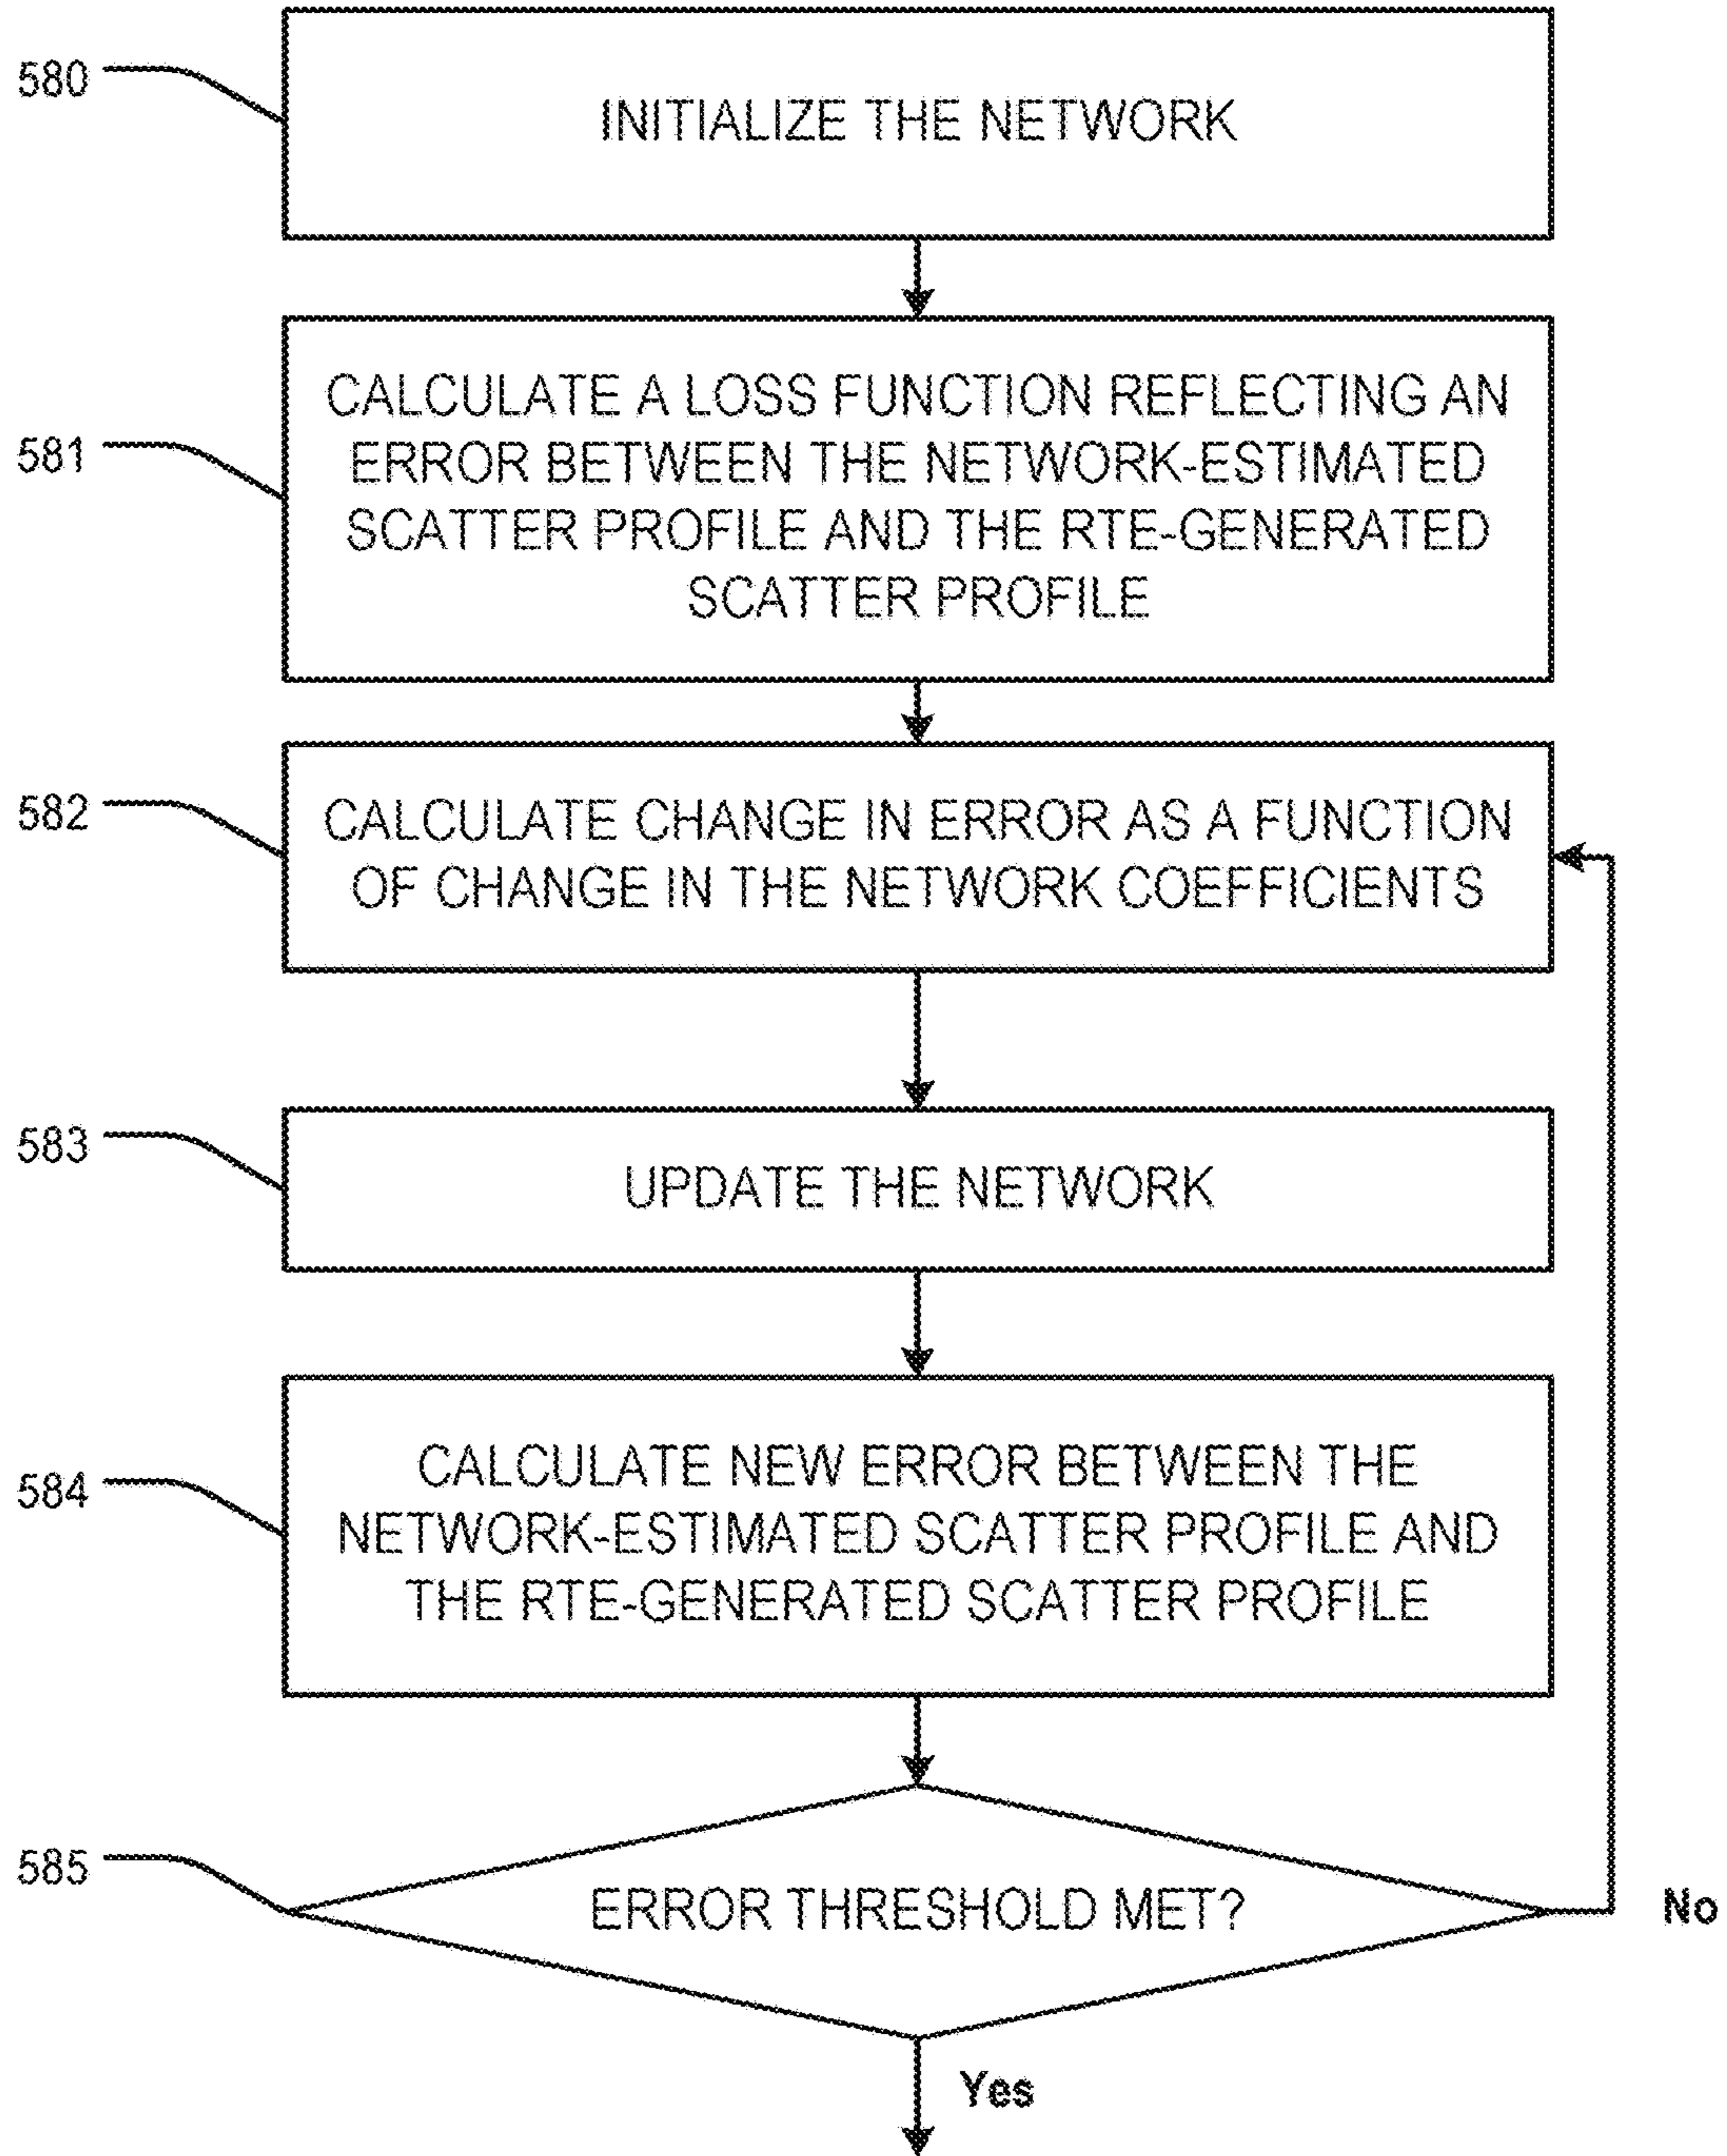 580
INITIALIZE THE NETWORK
581
CALCULATE A LOSS FUNCTION REFLECTING AN
ERROR BETWEEN THE NETWORK-ESTIMATED
SCATTER PROFILE AND THE RTE-GENERATED
SCATTER PROFILE
582
CALCULATE CHANGE IN ERROR AS A FUNCTION
OF CHANGE IN THE NETWORK COEFFICIENTS
583
UPDATE THE NETWORK
584
CALCULATE NEW ERROR BETWEEN THE
NETWORK-ESTIMATED SCATTER PROFILE AND
THE RTE-GENERATED SCATTER PROFILE
585
ERROR THRESHOLD MET?
No
Yes